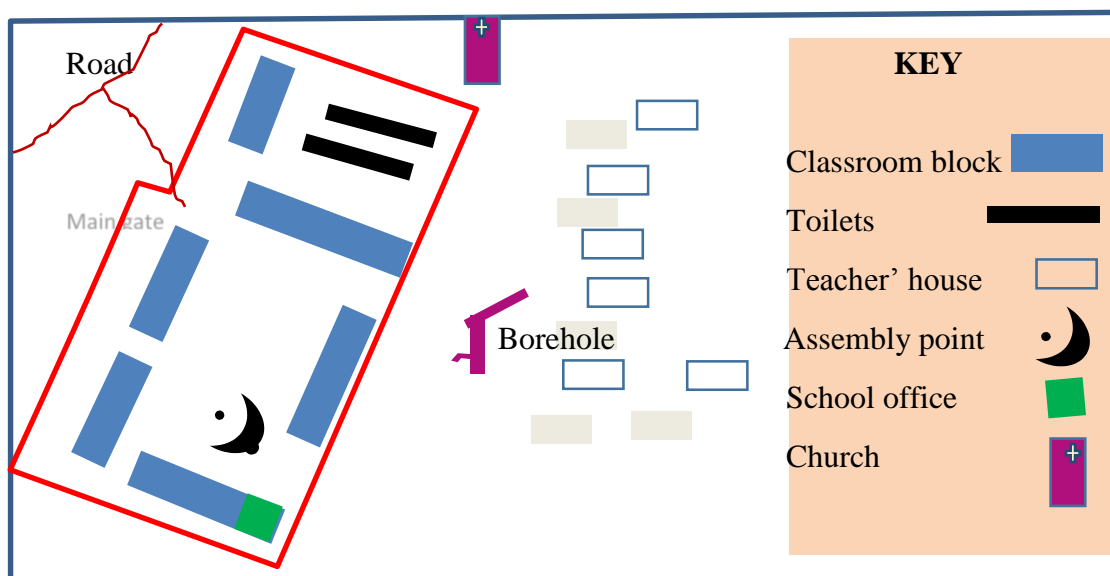 Road
Main gate
Borehole
KEY
Classroom block
Toilets
Teacher’ house
Assembly point
School office
Church